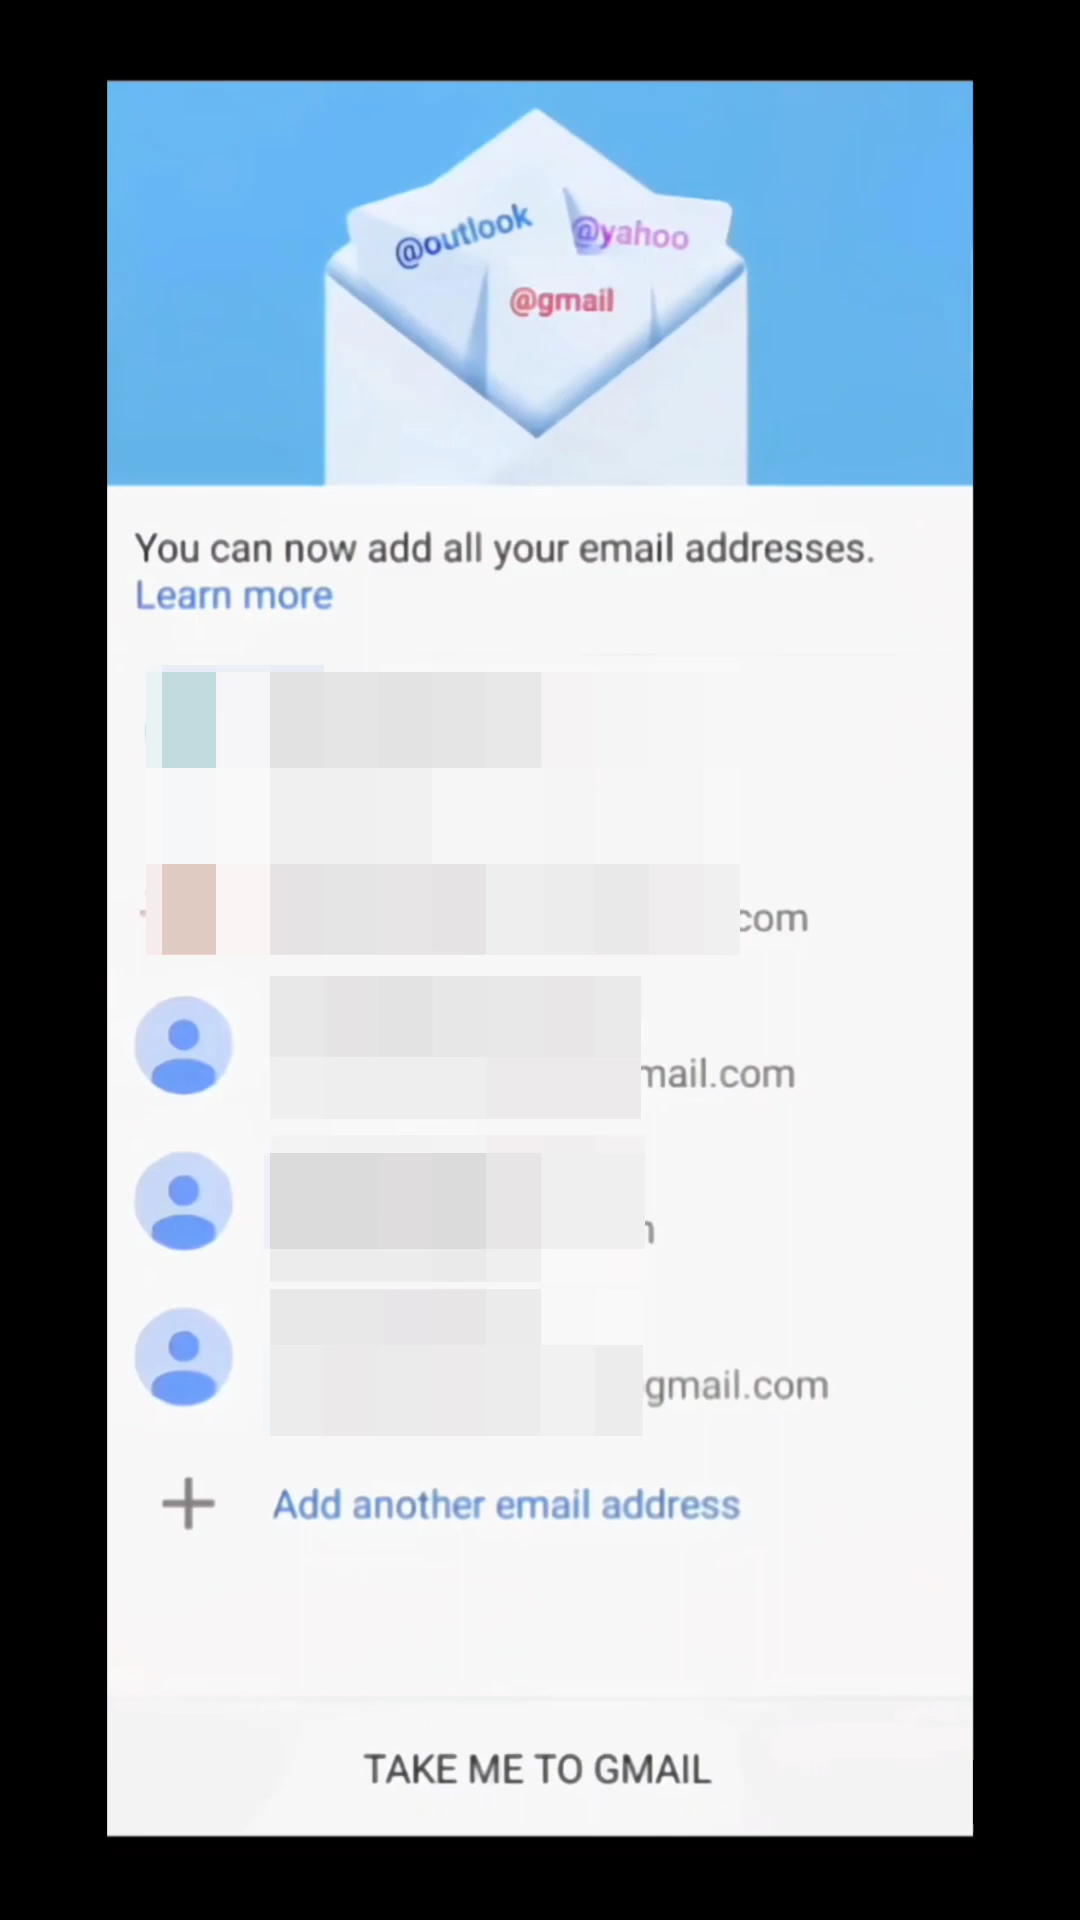 @outlook
@yahoo
@gmail
You can now add all your email addresses.
Learn more
com
mail.com
gmail.com
Add another email address
TAKE ME TO GMAIL